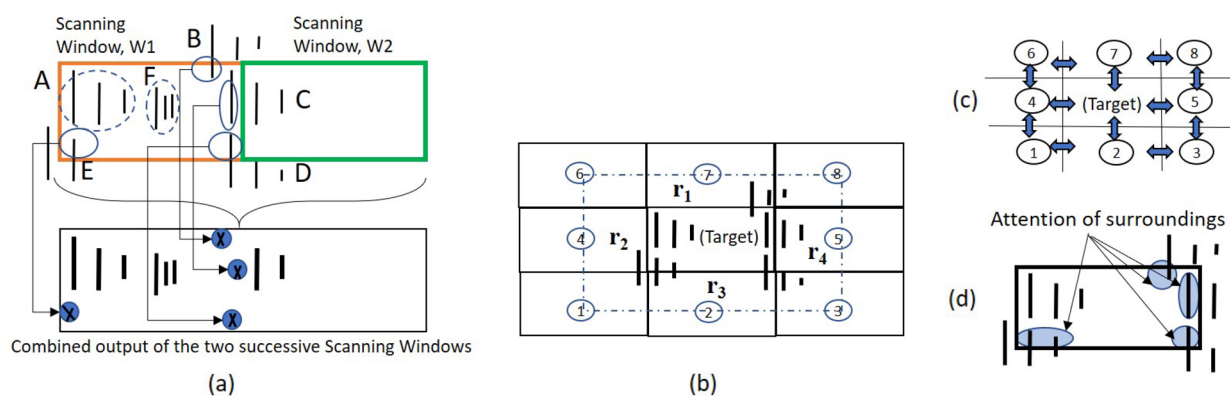 Scanning
Window, W1
B
Scanning
Window, W2
A
F
C
E
D
X
X
X
X
Combined output of the two successive Scanning Windows
(a)
6
7
8
r1
4
r2
(Target)
5
r4
r3
1
2
3
(b)
6
7
8
(c)
4
(Target)
5
1
2
3
Attention of surroundings
(d)